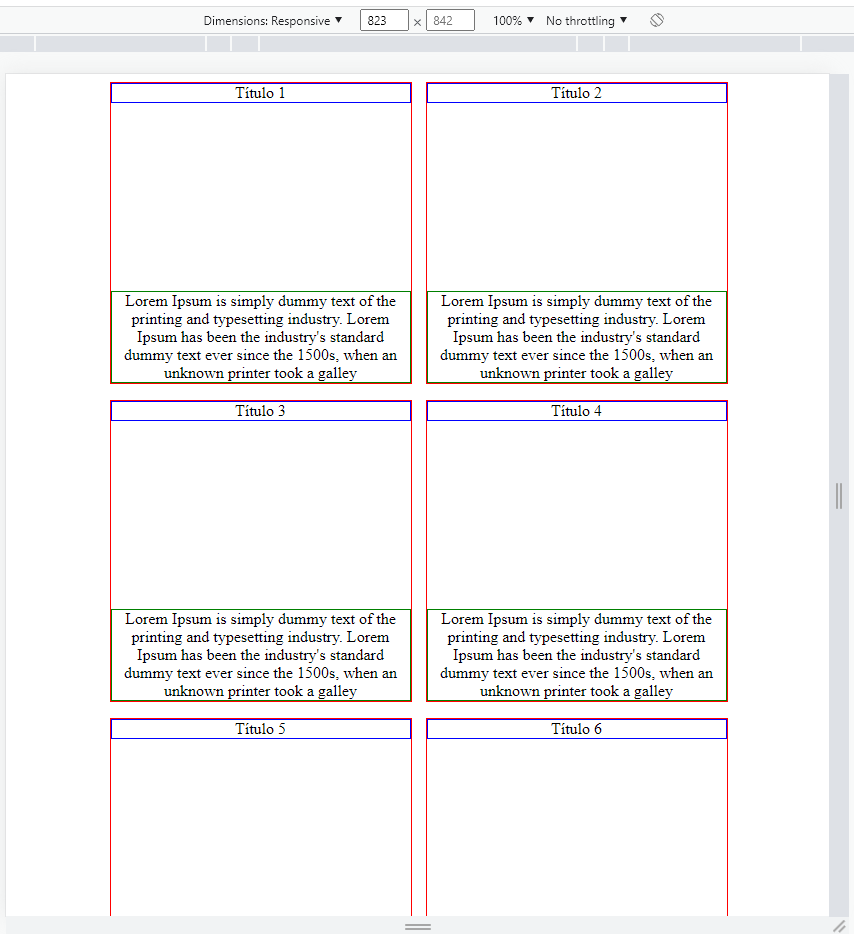 Dimensions: Responsive ▼ 823 × 842 100% ▼ No throttling ▼
Título 1
Lorem Ipsum is simply dummy text of the
printing and typesetting industry. Lorem
Ipsum has been the industry's standard
dummy text ever since the 1500s, when an
unknown printer took a galley
Título 2
Lorem Ipsum is simply dummy text of the
printing and typesetting industry. Lorem
Ipsum has been the industry's standard
dummy text ever since the 1500s, when an
unknown printer took a galley
Título 3
Lorem Ipsum is simply dummy text of the
printing and typesetting industry. Lorem
Ipsum has been the industry's standard
dummy text ever since the 1500s, when an
unknown printer took a galley
Título 4
Lorem Ipsum is simply dummy text of the
printing and typesetting industry. Lorem
Ipsum has been the industry's standard
dummy text ever since the 1500s, when an
unknown printer took a galley
Título 5
Título 6